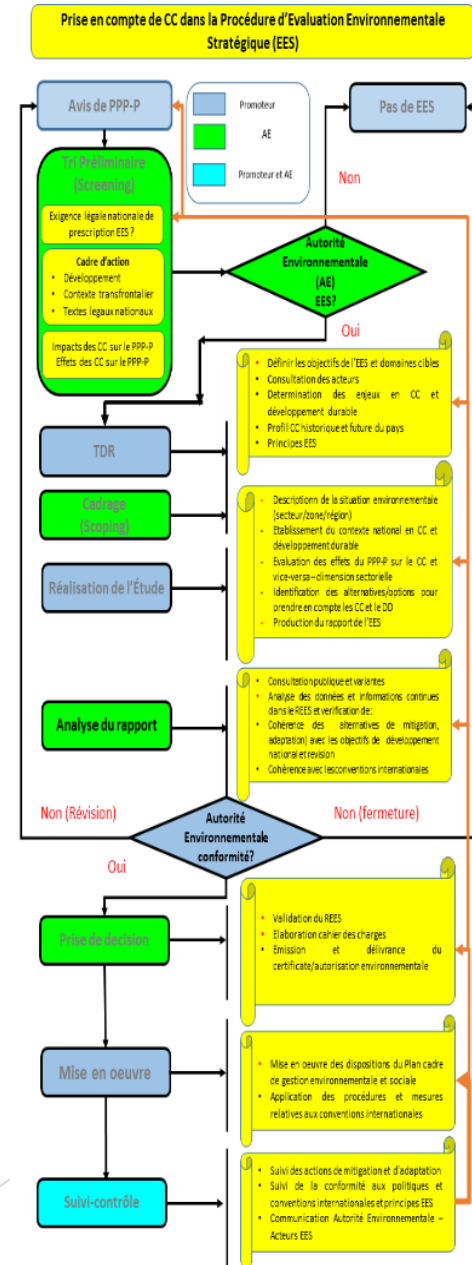 Prise en compte de CC dans la Procédure d'Evaluation Environnementale
Stratégique (EES)
Avis de PPP-P
Promoteur
AE
Promoteur et AE
Pas de EES
Tri Préliminaire
(Screening)
Non
Exigence légale nationale de
prescription EES ?
Cadre d'action
• Développement
• Contexte transfrontalier
• Textes legaux nationaux
Impacts des CC sur le PPP-P
Effets des CC sur le PPP-P
Autorité
Environnementale
(AE)
EES?
Oui
• Définir les objectifs de l'EES et domaines cibles
• Consultation des acteurs
• Determination des enjeux en CC et
développement durable
• Profil CC historique et future du pays
• Principes EES
TDR
Cadrage
(Scoping)
- Descriptionn de la situation environnementale
(secteur/zone/région)
- Etablissement du contexte national en CC et
développement durable
- Evaluation des effets du PPP-P sur le CC et
vice-versa – dimension sectorielle
- Identification des alternatives/options pour
prendre en compte les CC et le DD
- Production du rapport de l'EES
Réalisation de l'Étude
• Consultation publique et variantes
• Analyse des données et informations continues
dans le REES et verification de :
• Cohérence des alternatives de mitigation,
adaptation) avec les objectifs de développement
national et revision
• Cohérence avec les conventions internationales
Analyse du rapport
Non (Révision)
Autorité
Environnementale
conformité?
Non (fermeture)
Oui
Prise de decision
• Validation du REES
• Elaboration cahier des charges
• Emission et délivrance du
certificate/autorisation environnementale
Mise en oeuvre
• Mise en oeuvre des dispositions du Plan cadre
de gestion environnementale et sociale
• Application des procédures et mesures
relatives aux conventions internationales
Suivi-contrôle
• Suivi des actions de mitigation et d'adaptation
• Suivi de la conformité aux politiques et
conventions internationales et principes EES
• Communication Autorité Environnementale –
Acteurs EES